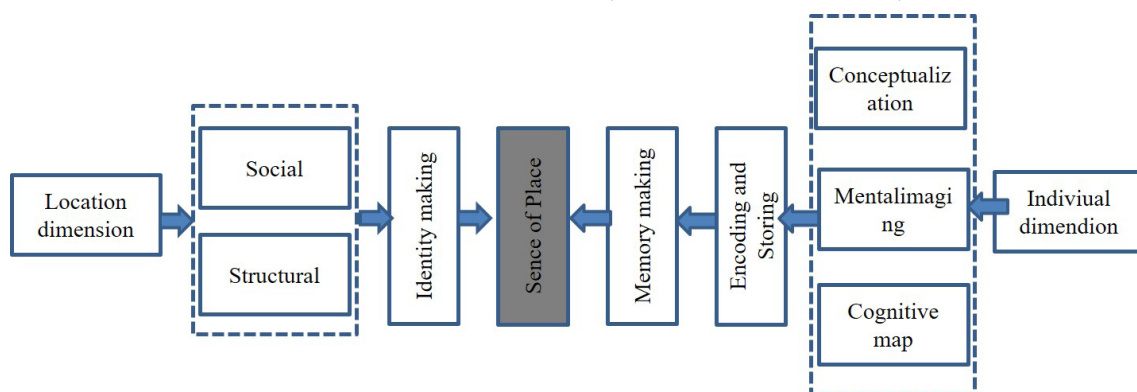 Location
dimension
Social
Structural
Identity making
Sence of Place
Memory making
Encoding and
Storing
Conceptualiz
ation
Mentalimagi
ng
Cognitive
map
Indiviual
dimendion